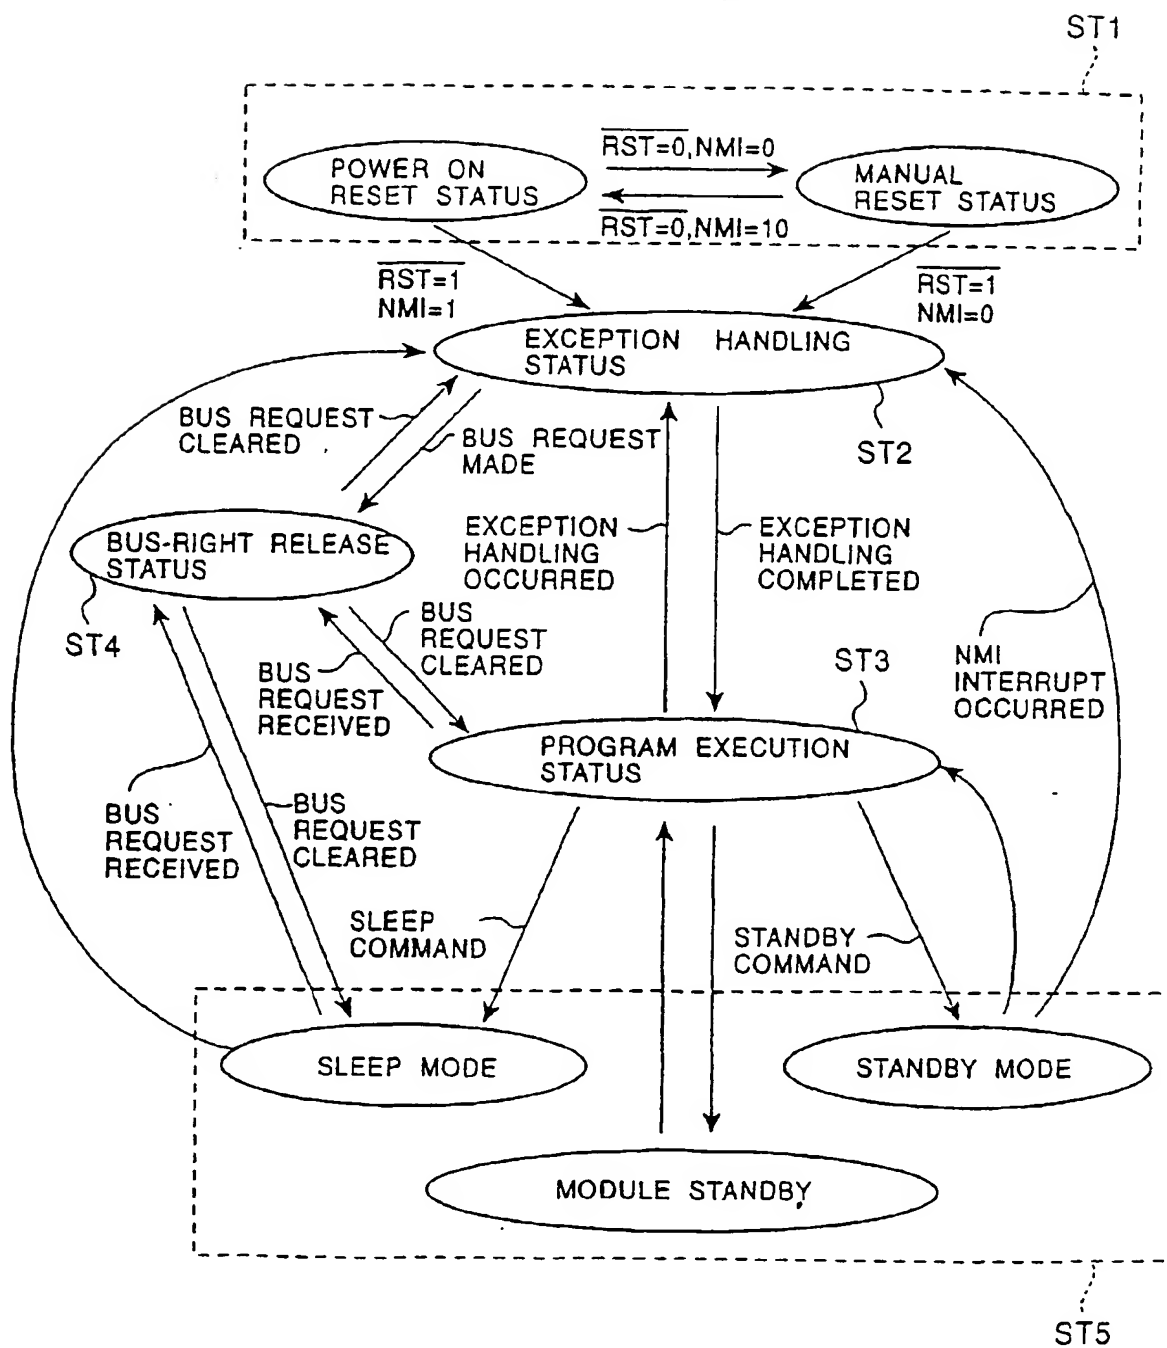 ST1
RST=0,NMI=0
POWER ON
RESET STATUS
MANUAL
RESET STATUS
RST=0,NMI=10
RST=1
NMI=1
RST=1
NMI=0
EXCEPTION HANDLING
STATUS
ST2
BUS REQUEST
CLEARED
BUS REQUEST
MADE
EXCEPTION
HANDLING
OCCURRED
EXCEPTION
HANDLING
COMPLETED
BUS-RIGHT RELEASE
STATUS
ST4
BUS
REQUEST
CLEARED
BUS
REQUEST
RECEIVED
ST3
NMI
INTERRUPT
OCCURRED
PROGRAM EXECUTION
STATUS
BUS
REQUEST
RECEIVED
BUS
REQUEST
CLEARED
SLEEP
COMMAND
STANDBY
COMMAND
SLEEP MODE
STANDBY MODE
MODULE STANDBY
ST5